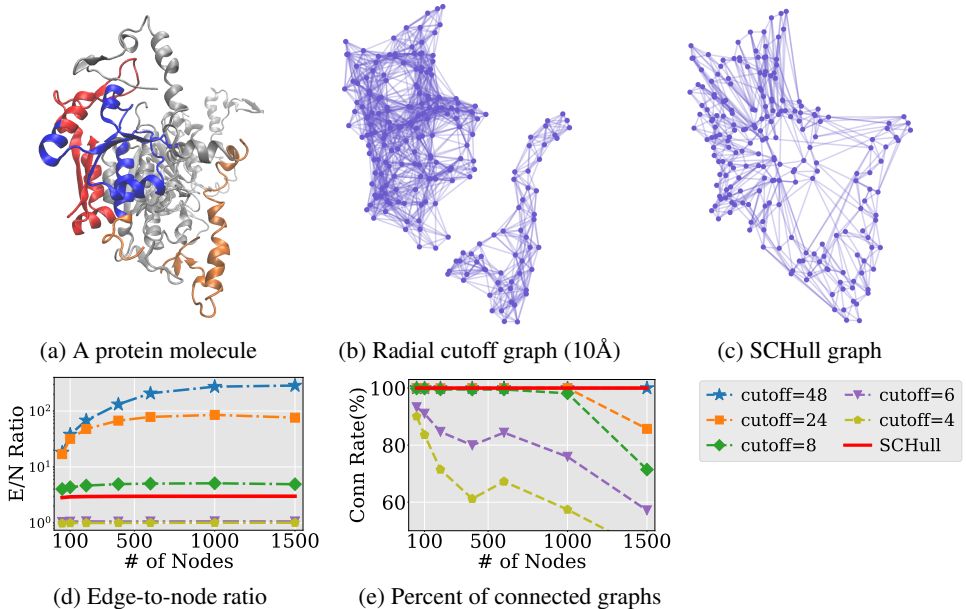 (a) A protein molecule
(b) Radial cutoff graph (10Å)
(c) SCHull graph
E/N Ratio
10²
10¹
10⁰
100 500 1000 1500
# of Nodes
(d) Edge-to-node ratio
Conn Rate(%)
100
80
60
100 500 1000 1500
# of Nodes
(e) Percent of connected graphs
cutoff=48
cutoff=24
cutoff=8
cutoff=6
cutoff=4
SCHull